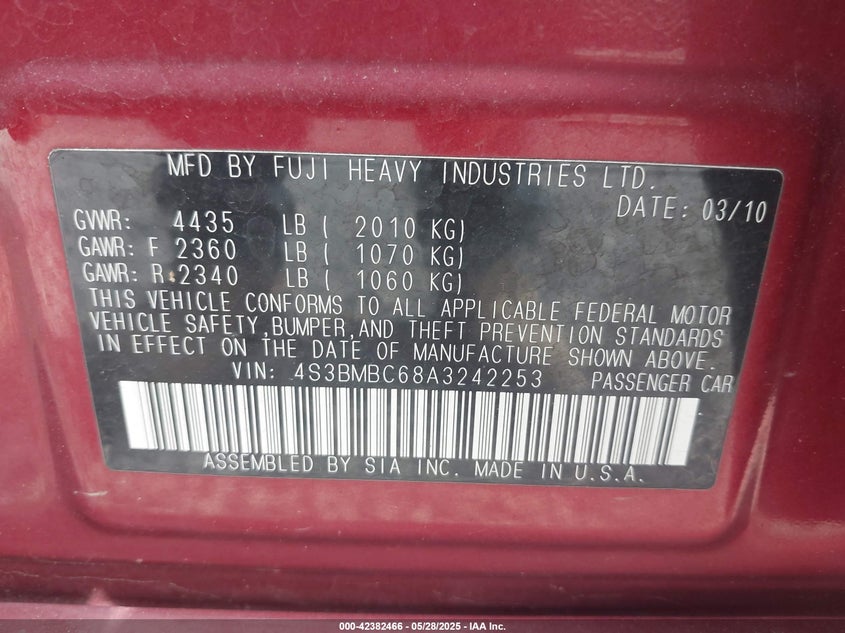 MFD BY FUJI HEAVY INDUSTRIES LTD.
DATE: 03/10
GVWR: 4435 LB ( 2010 KG)
GAWR: F 2360 LB ( 1070 KG)
GAWR: R 2340 LB ( 1060 KG)
THIS VEHICLE CONFORMS TO ALL APPLICABLE FEDERAL MOTOR
VEHICLE SAFETY,BUMPER,AND THEFT PREVENTION STANDARDS
IN EFFECT ON THE DATE OF MANUFACTURE SHOWN ABOVE.
VIN: 4S3BMBC68A3242253 PASSENGER CAR
ASSEMBLED BY SIA INC. MADE IN U.S.A.
000-42382466 - 05/28/2025 - IAA Inc.